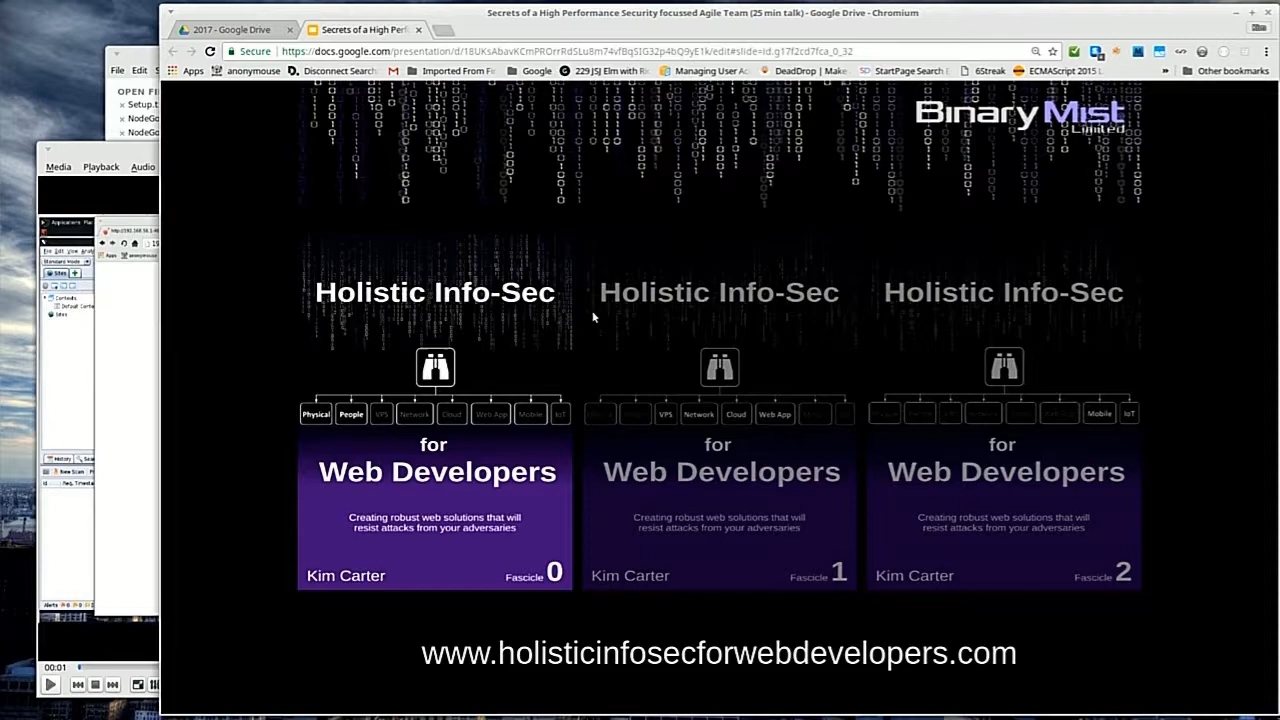 Secrets of a High Performance Security focussed Agile Team (25 min talk) - Google Drive - Chromium
2017 - Google Drive
Secrets of a High Perf
Secure
https://docs.google.com/presentation/d/18UKsAbavKCmPROrrRdSLu8m74vfBqSIG32p4bQ9yE1k/edit#slide=id.g17f2cd7fca_0_32
File Edit
Apps
anonymouse
Disconnect Search
Imported From Fir
Google
229 JSJ Elm with Ric
Managing User Ac
DeadDrop | Make
StartPage Search E
6Streak
ECMAScript 2015 L
»
Other bookmarks
OPEN FI
Setup.t
NodeGo
NodeGo
BinaryMist
Limited
Media Playback Audio
Holistic Info-Sec
Holistic Info-Sec
Holistic Info-Sec
Physical People VPS Network Cloud Web App Mobile IoT
VPS Network Cloud Web App
Mobile IoT
for
Web Developers
Creating robust web solutions that will
resist attacks from your adversaries
Kim Carter
Fascicle 0
for
Web Developers
Creating robust web solutions that will
resist attacks from your adversaries
Kim Carter
Fascicle 1
for
Web Developers
Creating robust web solutions that will
resist attacks from your adversaries
Kim Carter
Fascicle 2
www.holisticinfosecforwebdevelopers.com
00:01